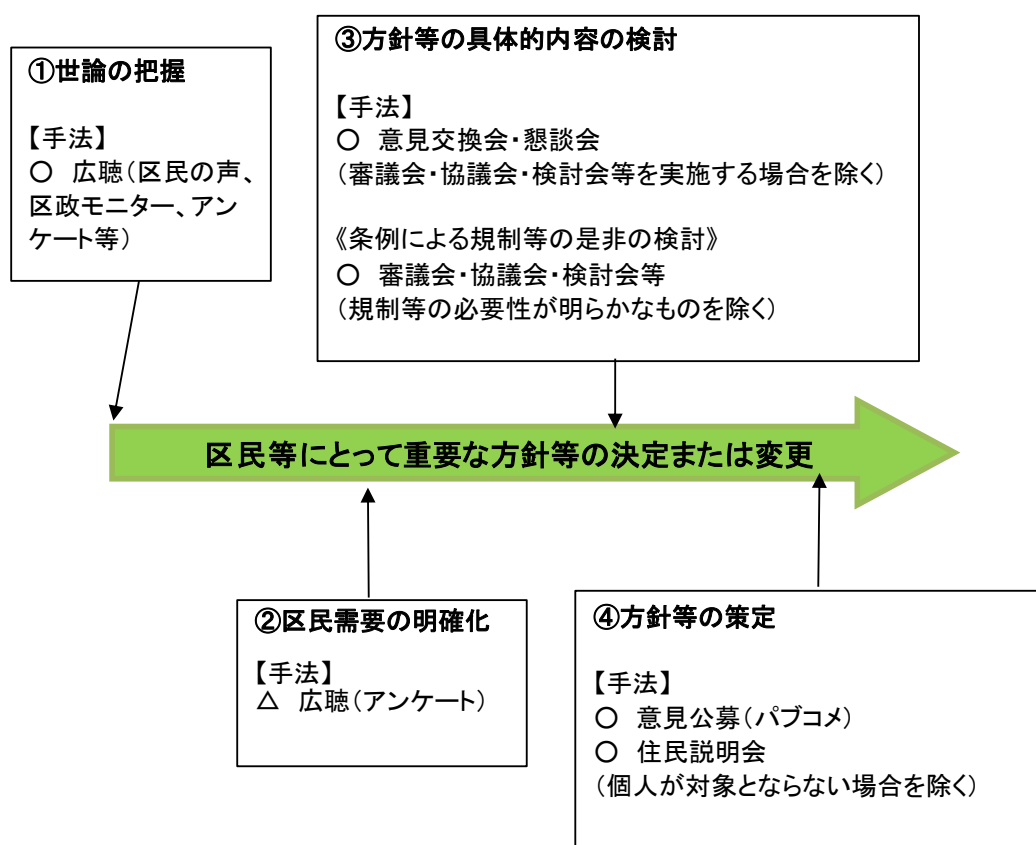 ①世論の把握
【手法】
○ 広聴(区民の声、
区政モニター、アン
ケート等)
③方針等の具体的内容の検討
【手法】
○ 意見交換会・懇談会
(審議会・協議会・検討会等を実施する場合を除く)
《条例による規制等の是非の検討》
○ 審議会・協議会・検討会等
(規制等の必要性が明らかなものを除く)
区民等にとって重要な方針等の決定または変更
②区民需要の明確化
【手法】
△ 広聴(アンケート)
④方針等の策定
【手法】
○ 意見公募(パブコメ)
○ 住民説明会
(個人が対象とならない場合を除く)